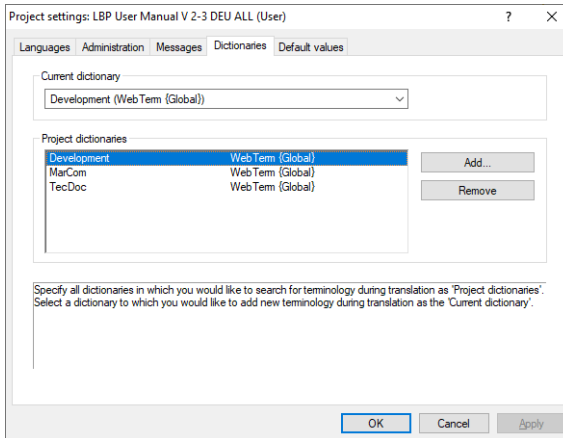 Project settings: LBP User Manual V 2-3 DEU ALL (User)
Languages Administration Messages Dictionaries Default values
Current dictionary
Development (WebTerm {Global})
Project dictionaries
Development WebTerm {Global}
MarCom WebTerm {Global}
TecDoc WebTerm {Global}
Add...
Remove
Specify all dictionaries in which you would like to search for terminology during translation as 'Project dictionaries'.
Select a dictionary to which you would like to add new terminology during translation as the 'Current dictionary'.
OK Cancel Apply